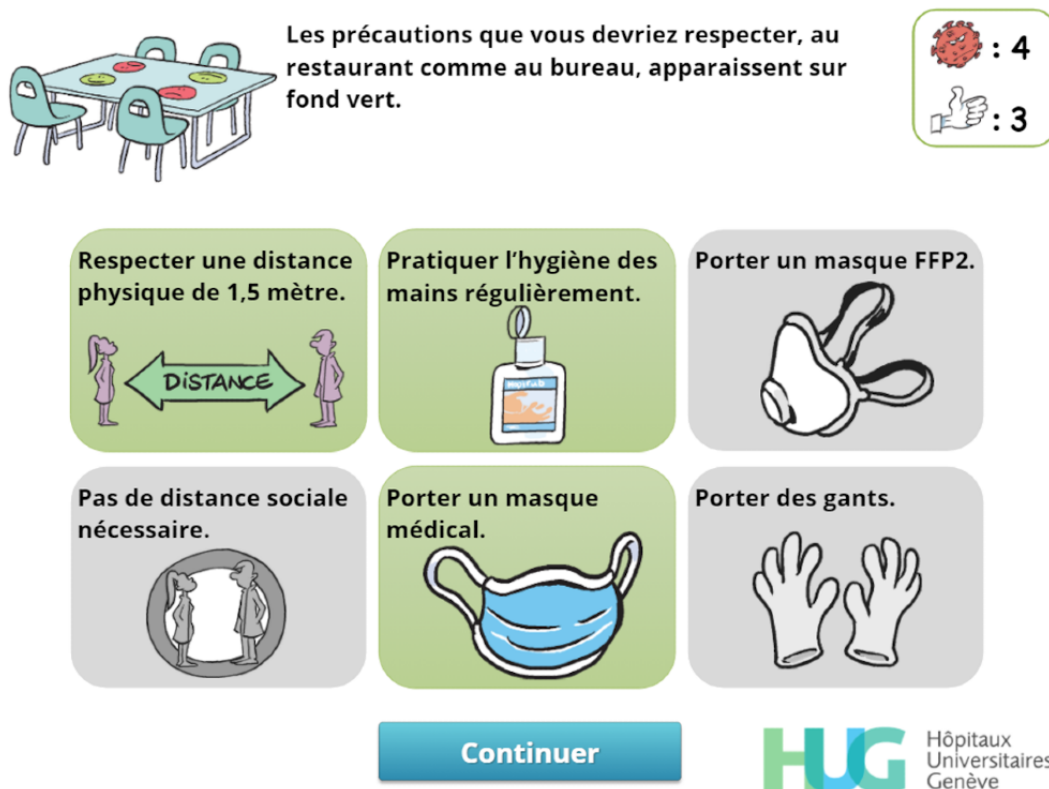 Les précautions que vous devriez respecter, au
restaurant comme au bureau, apparaissent sur
fond vert.
: 4
: 3
Respecter une distance
physique de 1,5 mètre.
DiSTANCE
Pratiquer l'hygiène des
mains régulièrement.
Porter un masque FFP2.
Pas de distance sociale
nécessaire.
Porter un masque
médical.
Porter des gants.
Continuer
HUG
Hôpitaux
Universitaires
Genève